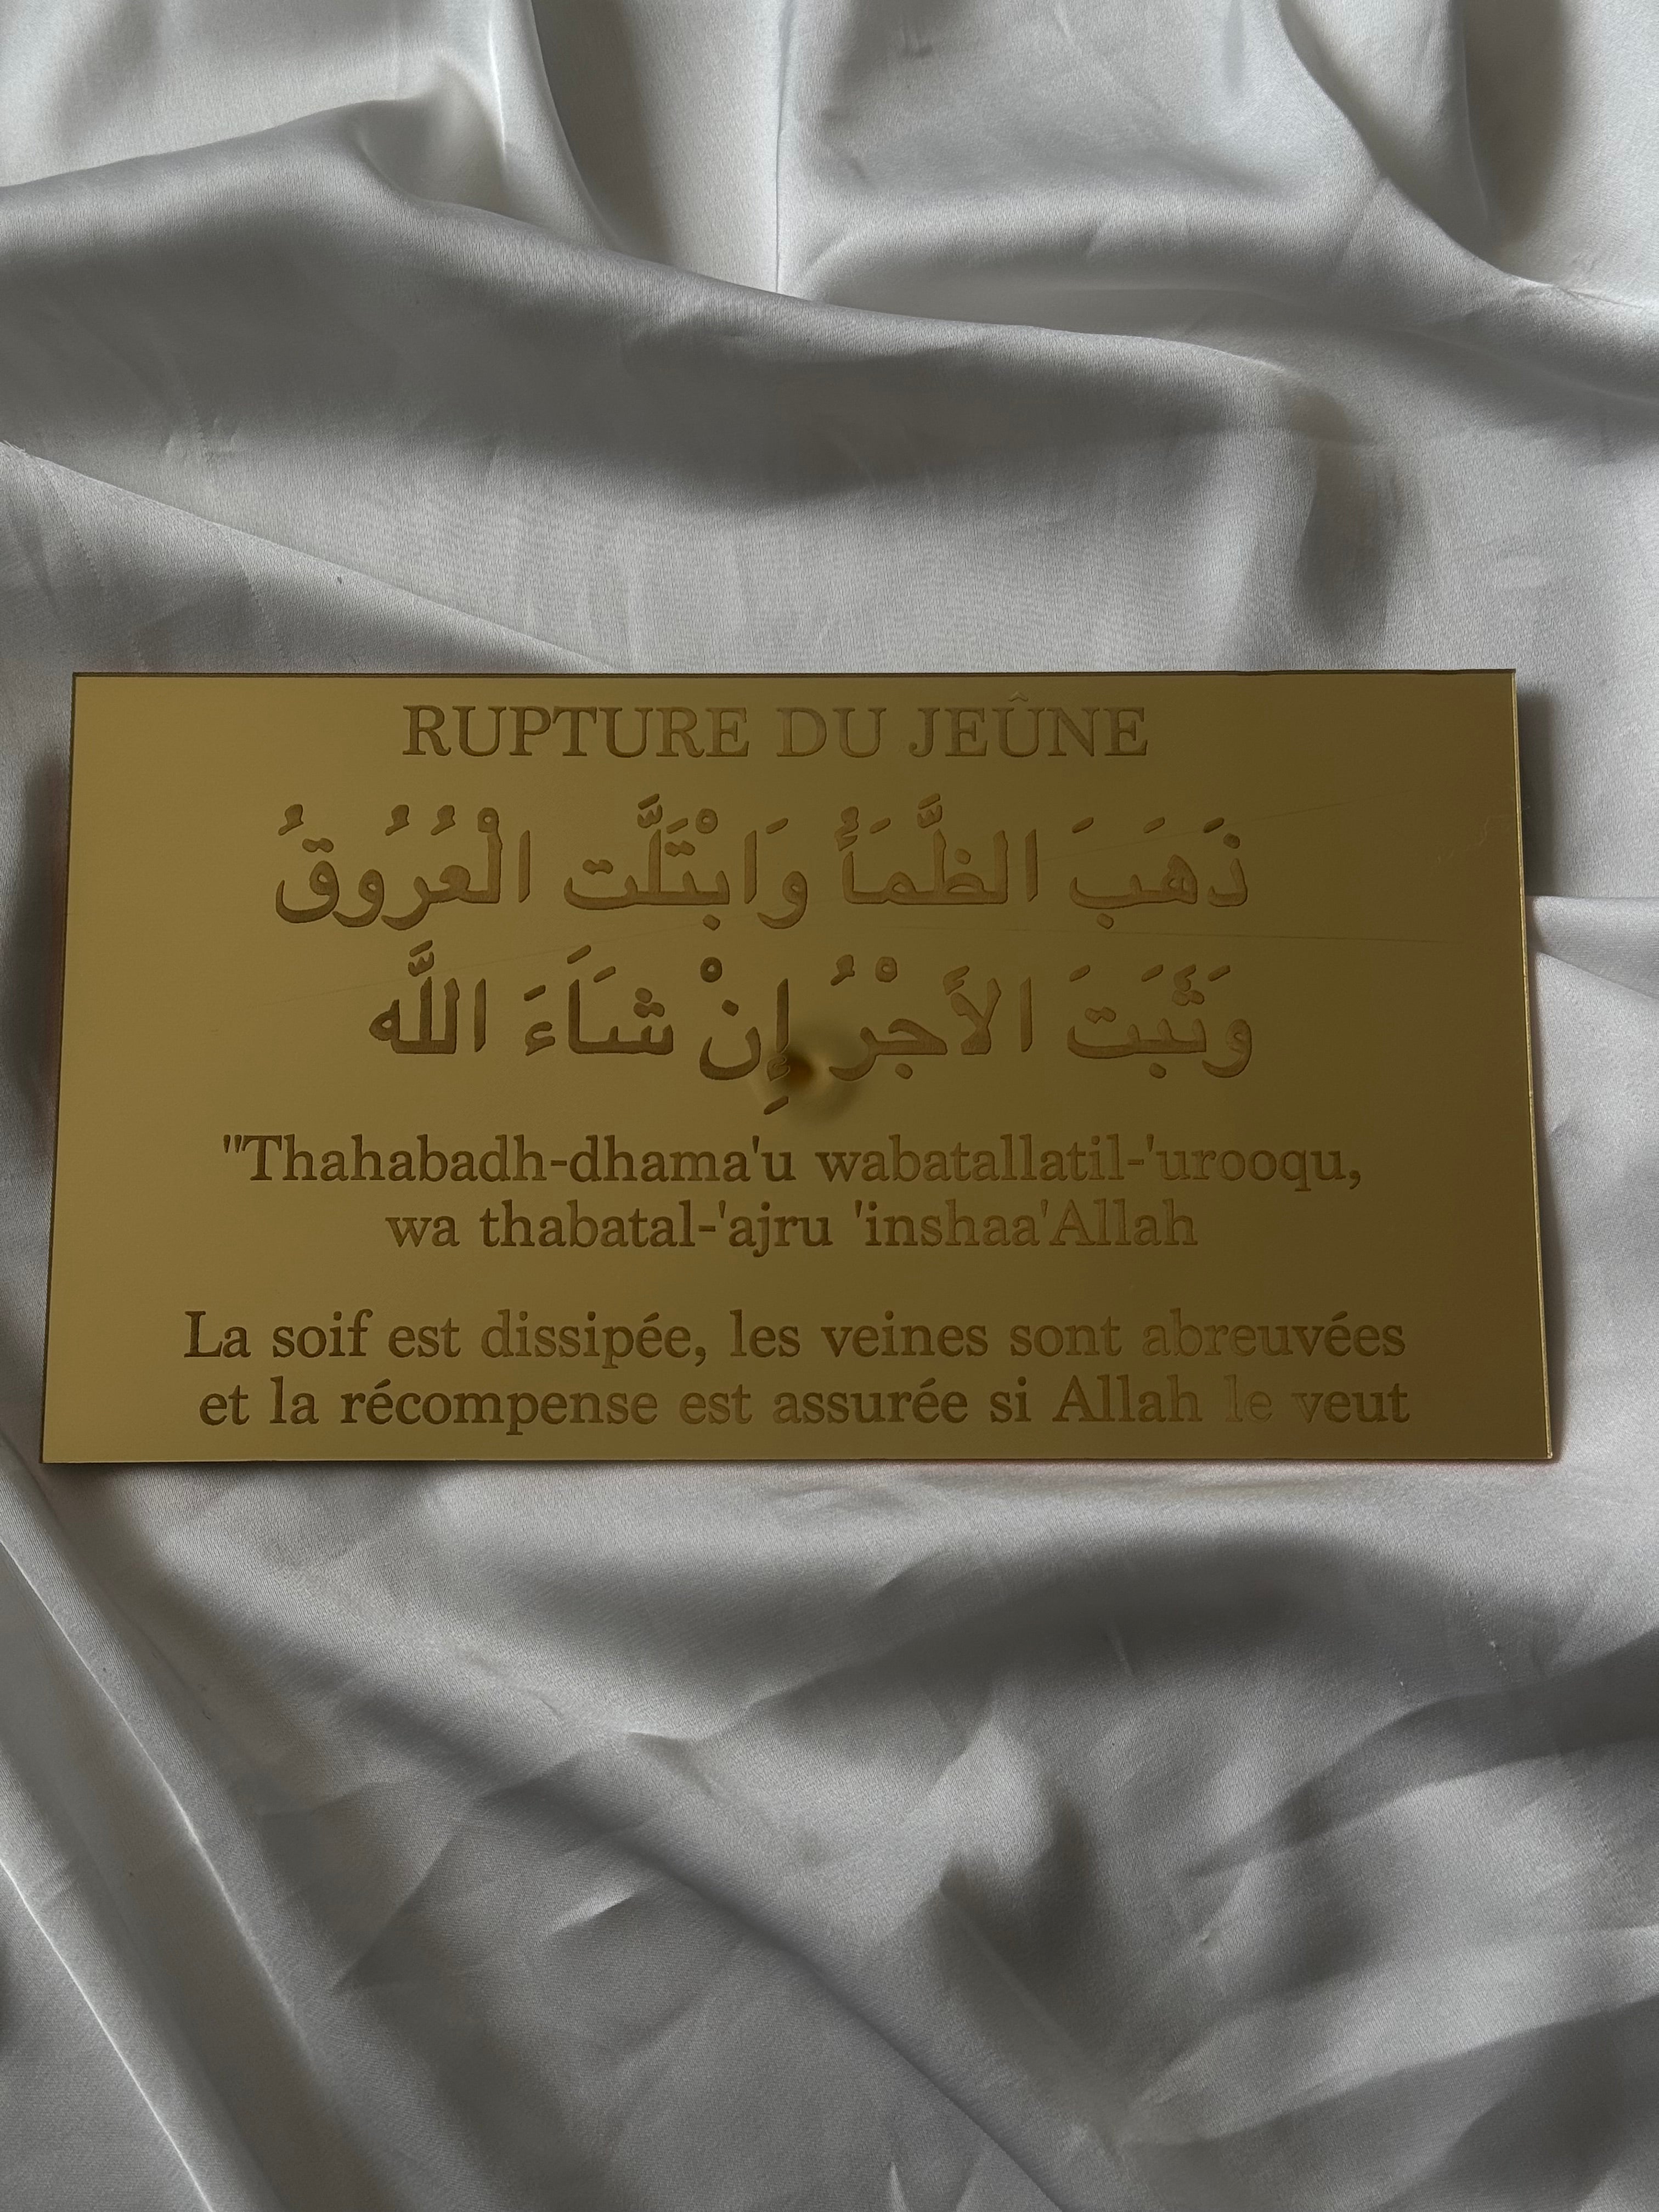 RUPTURE DU JEÛNE
ذَهَبَ الظَّمَأُ وَابْتَلَّت الْعُرُوقُ
وَثَبَتَ الأَجْرُ إِنْ شَاَءَ اللَّه
"Thahabadh-dhama'u wabatallatil-'urooqu,
wa thabatal-'ajru 'inshaa'Allah
La soif est dissipée, les veines sont abreuvées
et la récompense est assurée si Allah le veut